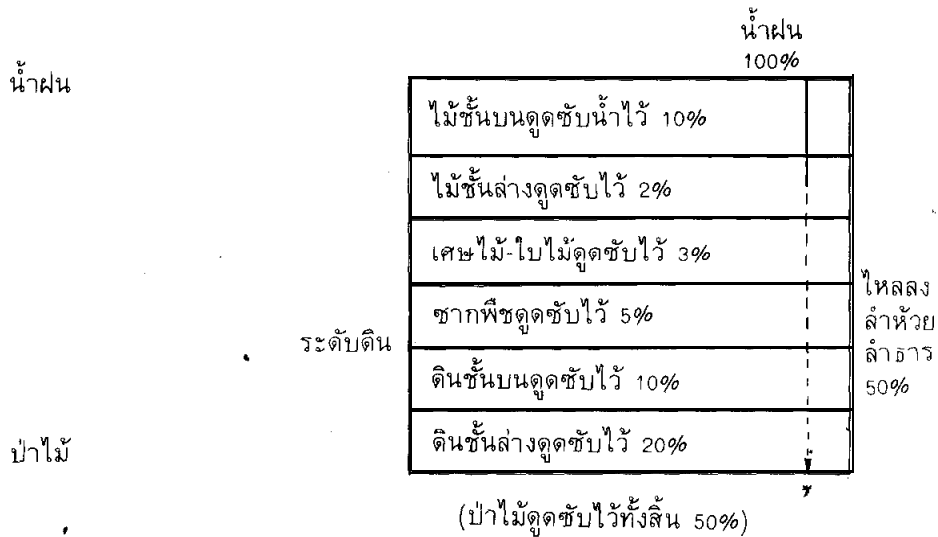 น้ำฝน
100%
น้ำฝน
ไม้ชั้นบนดูดซับน้ำไว้ 10%
ไม้ชั้นล่างดูดซับไว้ 2%
เศษไม้-ใบไม้ดูดซับไว้ 3%
ซากพืชดูดซับไว้ 5%
ระดับดิน
ดินชั้นบนดูดซับไว้ 10%
ดินชั้นล่างดูดซับไว้ 20%
ไหลลง
ลำห้วย
ลำธาร
50%
ป่าไม้
(ป่าไม้ดูดซับไว้ทั้งสิ้น 50%)